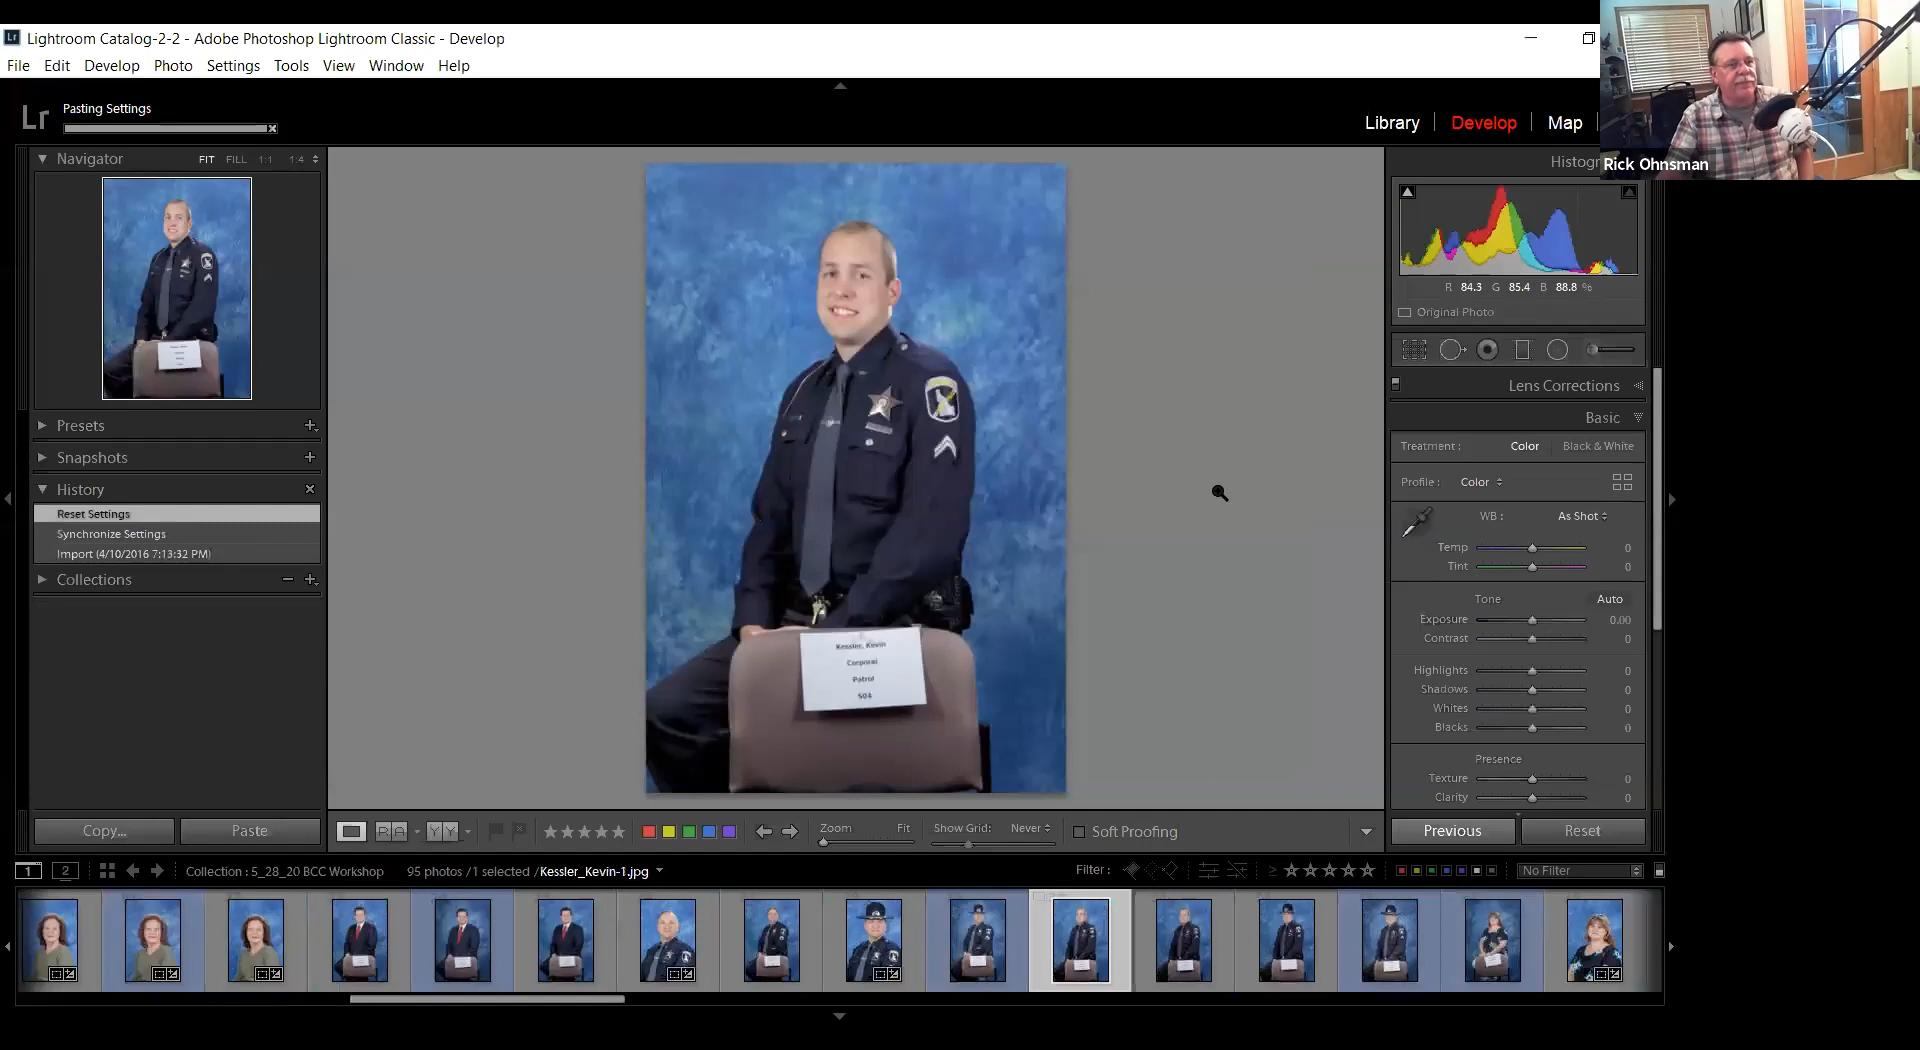 Lr Lightroom Catalog-2-2 - Adobe Photoshop Lightroom Classic - Develop
File Edit Develop Photo Settings Tools View Window Help
Lr Pasting Settings
Library Develop Map
Rick Ohnsman
Navigator FIT FILL 1:1 1:4
Presets
Snapshots
History
Reset Settings
Synchronize Settings
Import (4/10/2016 7:13:32 PM)
Collections
Copy... Paste
Kessler, Kevin
Corporal
Patrol
504
Histogr
R 84.3 G 85.4 B 88.8 %
Original Photo
Lens Corrections
Basic
Treatment : Color Black & White
Profile : Color
WB : As Shot
Temp 0
Tint 0
Tone Auto
Exposure 0.00
Contrast 0
Highlights 0
Shadows 0
Whites 0
Blacks 0
Presence
Texture 0
Clarity 0
Previous Reset
R A Y Y Zoom Fit Show Grid: Never Soft Proofing
1 2 Collection : 5_28_20 BCC Workshop 95 photos / 1 selected / Kessler_Kevin-1.jpg Filter : No Filter